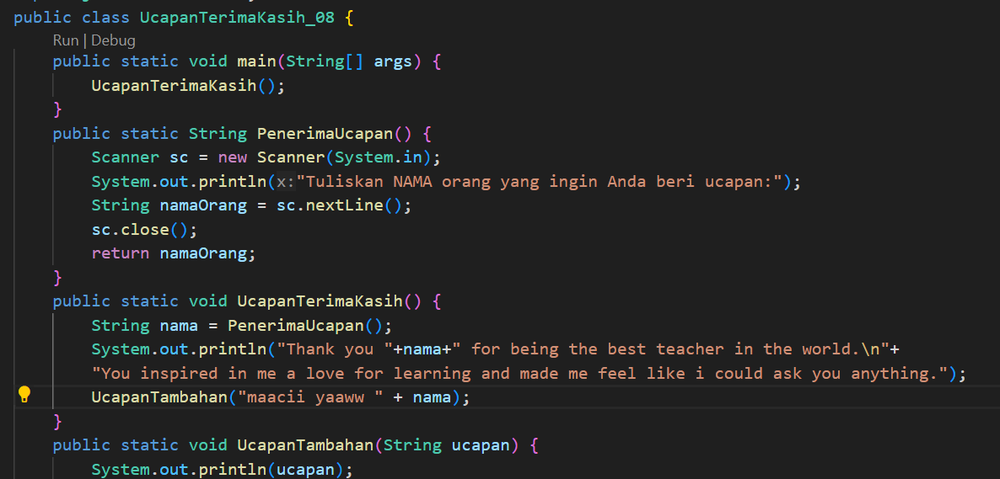 public class UcapanTerimaKasih_08 {
Run | Debug
public static void main(String[] args) {
UcapanTerimaKasih();
}
public static String PenerimaUcapan() {
Scanner sc = new Scanner(System.in);
System.out.println(x:"Tuliskan NAMA orang yang ingin Anda beri ucapan:");
String namaOrang = sc.nextLine();
sc.close();
return namaOrang;
}
public static void UcapanTerimaKasih() {
String nama = PenerimaUcapan();
System.out.println("Thank you "+nama+" for being the best teacher in the world.\n"+
"You inspired in me a love for learning and made me feel like i could ask you anything.");
UcapanTambahan("maacii yaaww " + nama);
}
public static void UcapanTambahan(String ucapan) {
System.out.println(ucapan);